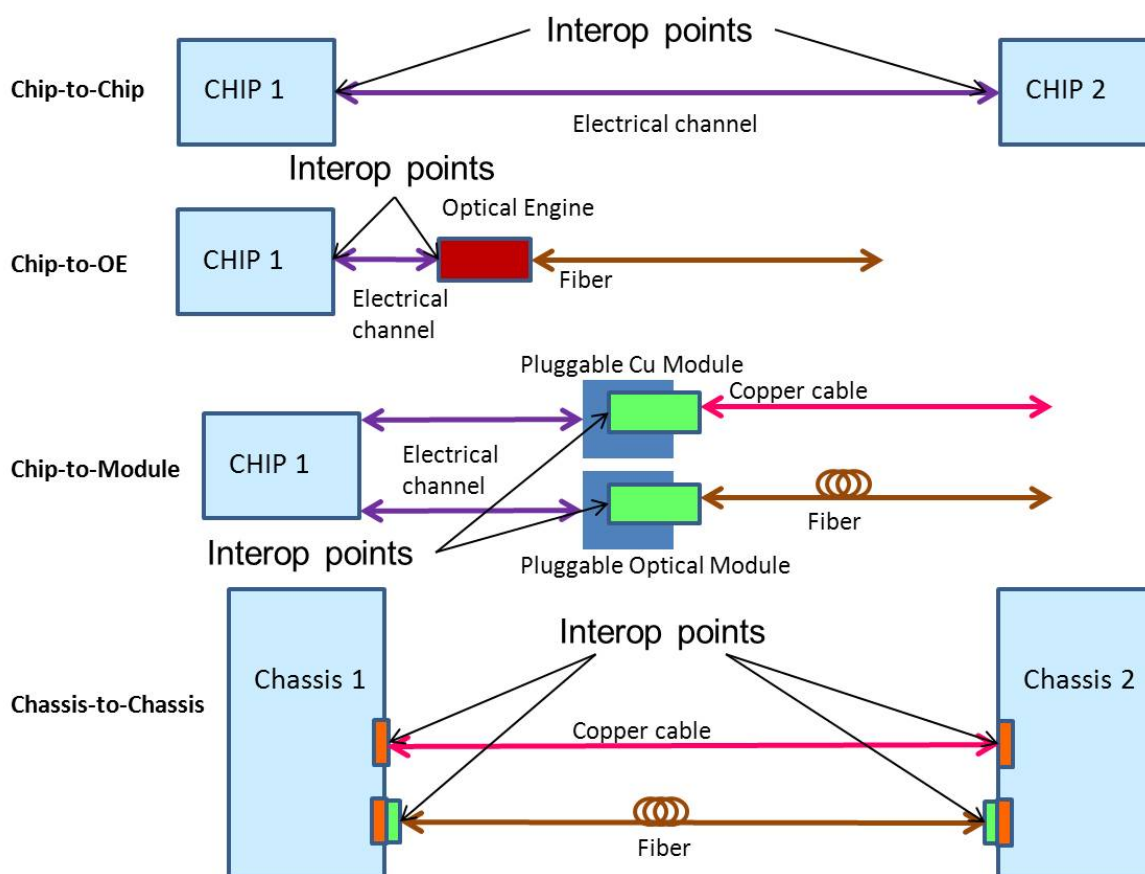 Interop points
Chip-to-Chip
CHIP 1
CHIP 2
Electrical channel
Interop points
Optical Engine
Chip-to-OE
CHIP 1
Fiber
Electrical
channel
Pluggable Cu Module
Copper cable
Chip-to-Module
CHIP 1
Electrical
channel
Fiber
Interop points
Pluggable Optical Module
Interop points
Chassis 1
Chassis 2
Chassis-to-Chassis
Copper cable
Fiber